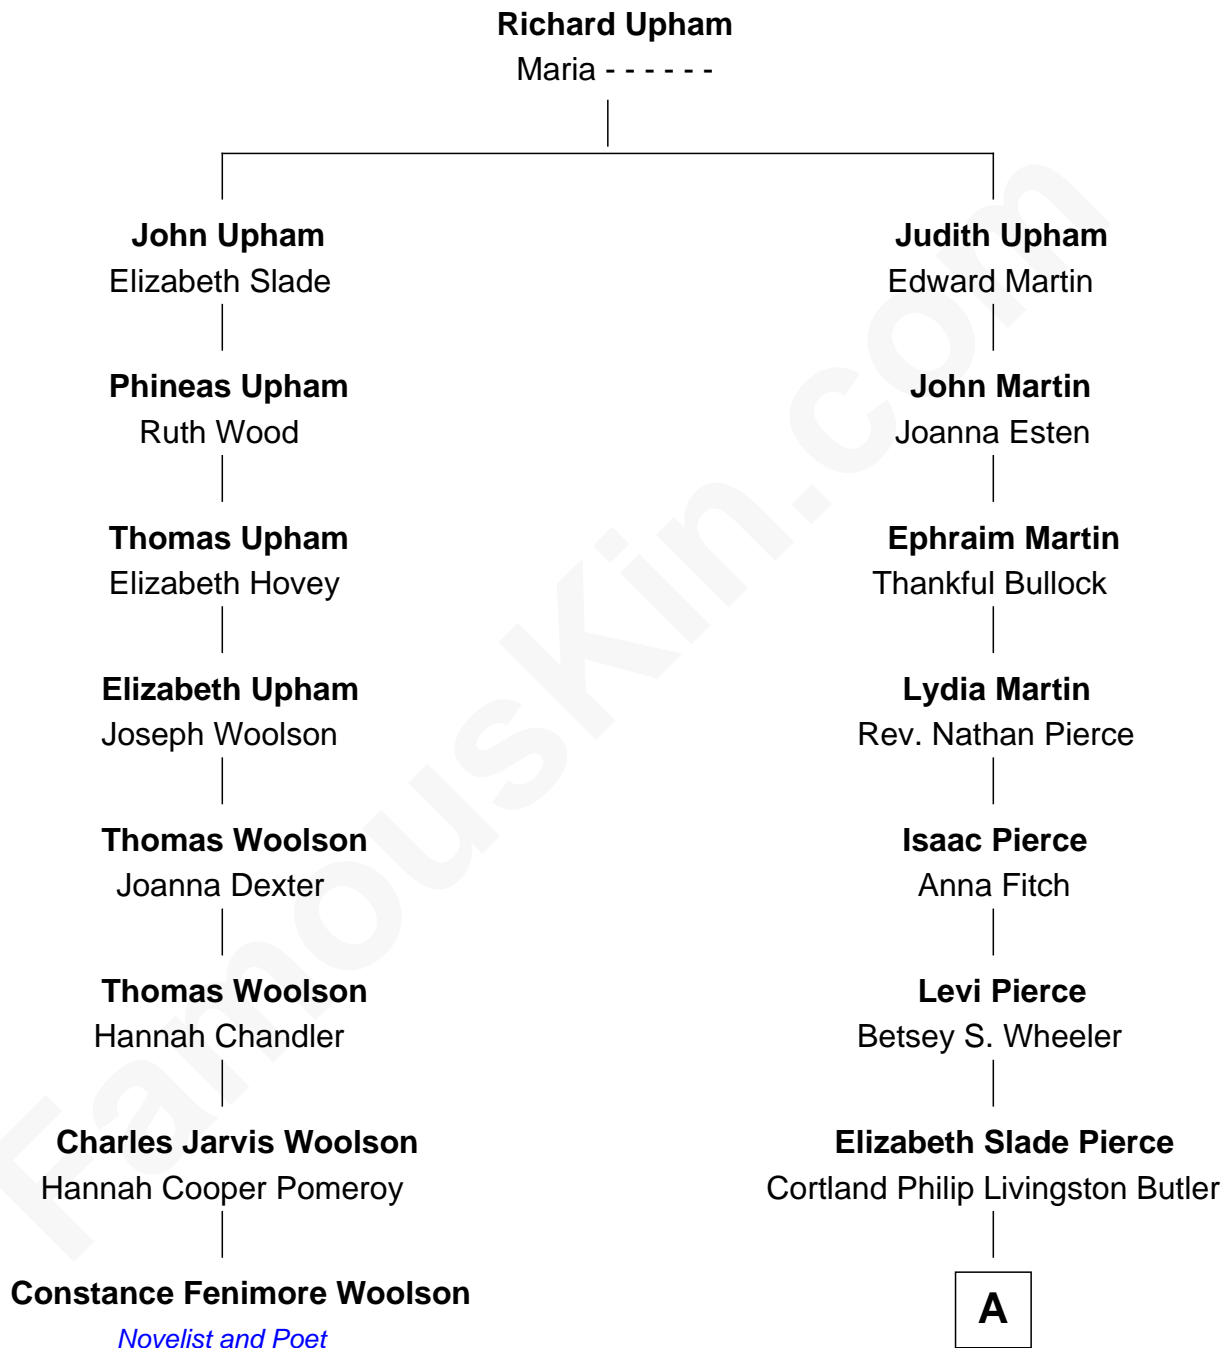 Richard Upham
Maria - - - - - -
John Upham
Elizabeth Slade
Judith Upham
Edward Martin
Phineas Upham
Ruth Wood
John Martin
Joanna Esten
Thomas Upham
Elizabeth Hovey
Ephraim Martin
Thankful Bullock
Elizabeth Upham
Joseph Woolson
Lydia Martin
Rev. Nathan Pierce
Thomas Woolson
Joanna Dexter
Isaac Pierce
Anna Fitch
Thomas Woolson
Hannah Chandler
Levi Pierce
Betsey S. Wheeler
Charles Jarvis Woolson
Hannah Cooper Pomeroy
Elizabeth Slade Pierce
Cortland Philip Livingston Butler
Constance Fenimore Woolson
Novelist and Poet
A
FamousKin.com